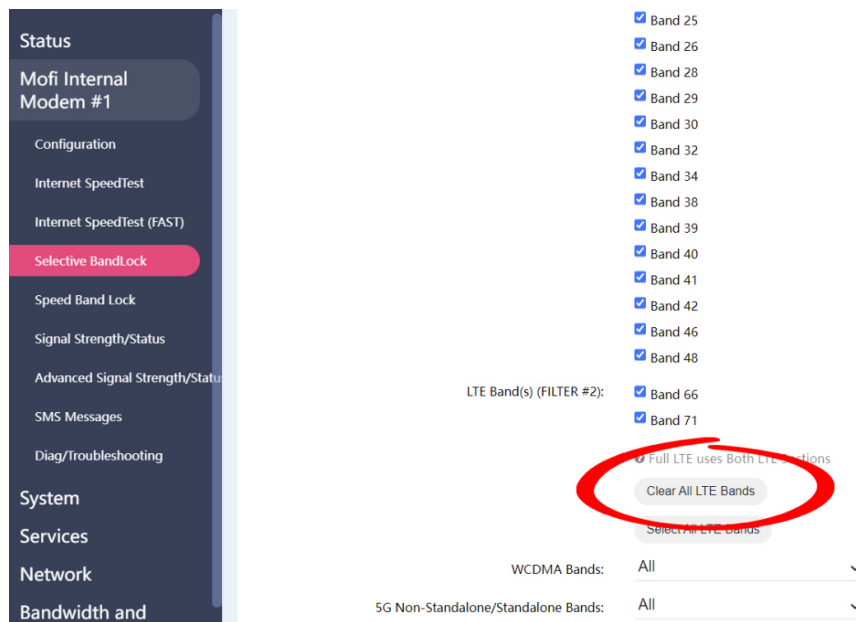 Status
Mofi Internal
Modem #1
Configuration
Internet SpeedTest
Internet SpeedTest (FAST)
Selective BandLock
Speed Band Lock
Signal Strength/Status
Advanced Signal Strength/Statu
SMS Messages
Diag/Troubleshooting
System
Services
Network
Bandwidth and
Band 25
Band 26
Band 28
Band 29
Band 30
Band 32
Band 34
Band 38
Band 39
Band 40
Band 41
Band 42
Band 46
Band 48
LTE Band(s) (FILTER #2):
Band 66
Band 71
Full LTE uses Both LTE Sections
Clear All LTE Bands
Select All LTE Bands
WCDMA Bands: All
5G Non-Standalone/Standalone Bands: All